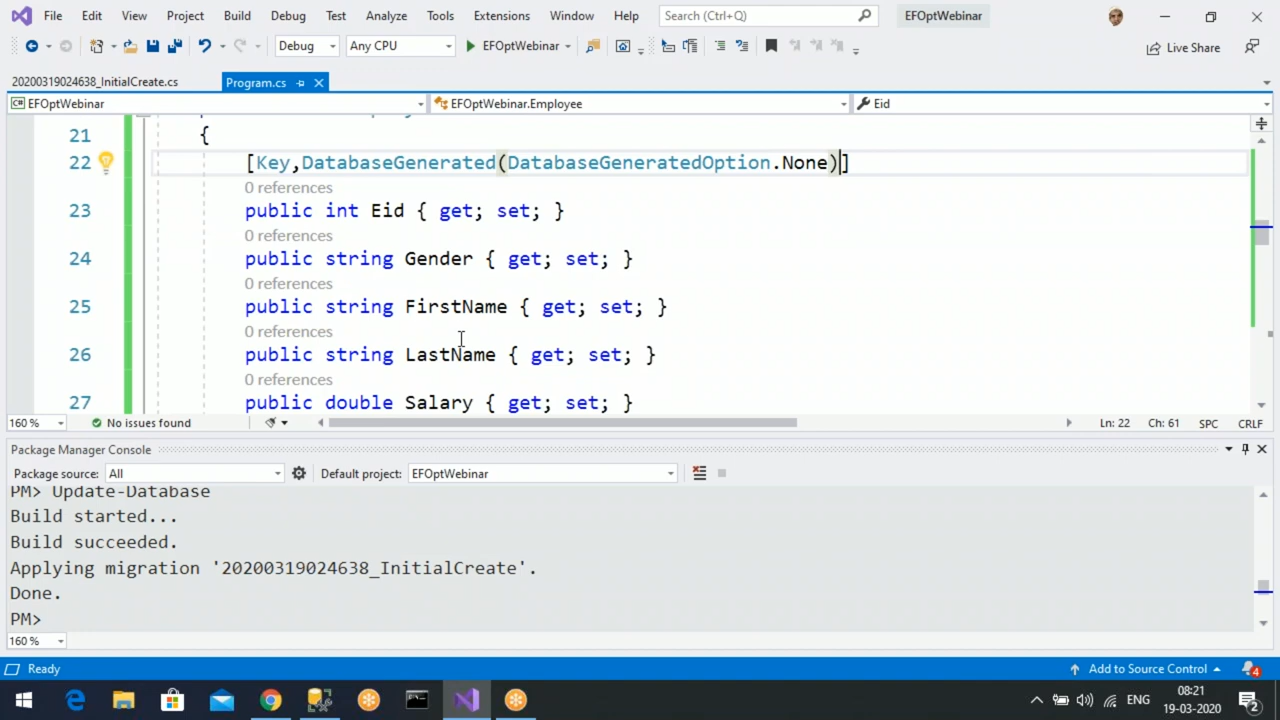 File Edit View Project Build Debug Test Analyze Tools Extensions Window Help Search (Ctrl+Q) EFOptWebinar
Debug Any CPU EFOptWebinar Live Share
20200319024638_InitialCreate.cs Program.cs
C# EFOptWebinar EFOptWebinar.Employee Eid
21 {
22 [Key,DatabaseGenerated(DatabaseGeneratedOption.None)]
0 references
23 public int Eid { get; set; }
0 references
24 public string Gender { get; set; }
0 references
25 public string FirstName { get; set; }
0 references
26 public string LastName { get; set; }
0 references
27 public double Salary { get; set; }
160 % No issues found Ln: 22 Ch: 61 SPC CRLF
Package Manager Console
Package source: All Default project: EFOptWebinar
PM> Update-Database
Build started...
Build succeeded.
Applying migration '20200319024638_InitialCreate'.
Done.
PM>
160 %
Ready Add to Source Control 4
ENG 08:21
19-03-2020 2